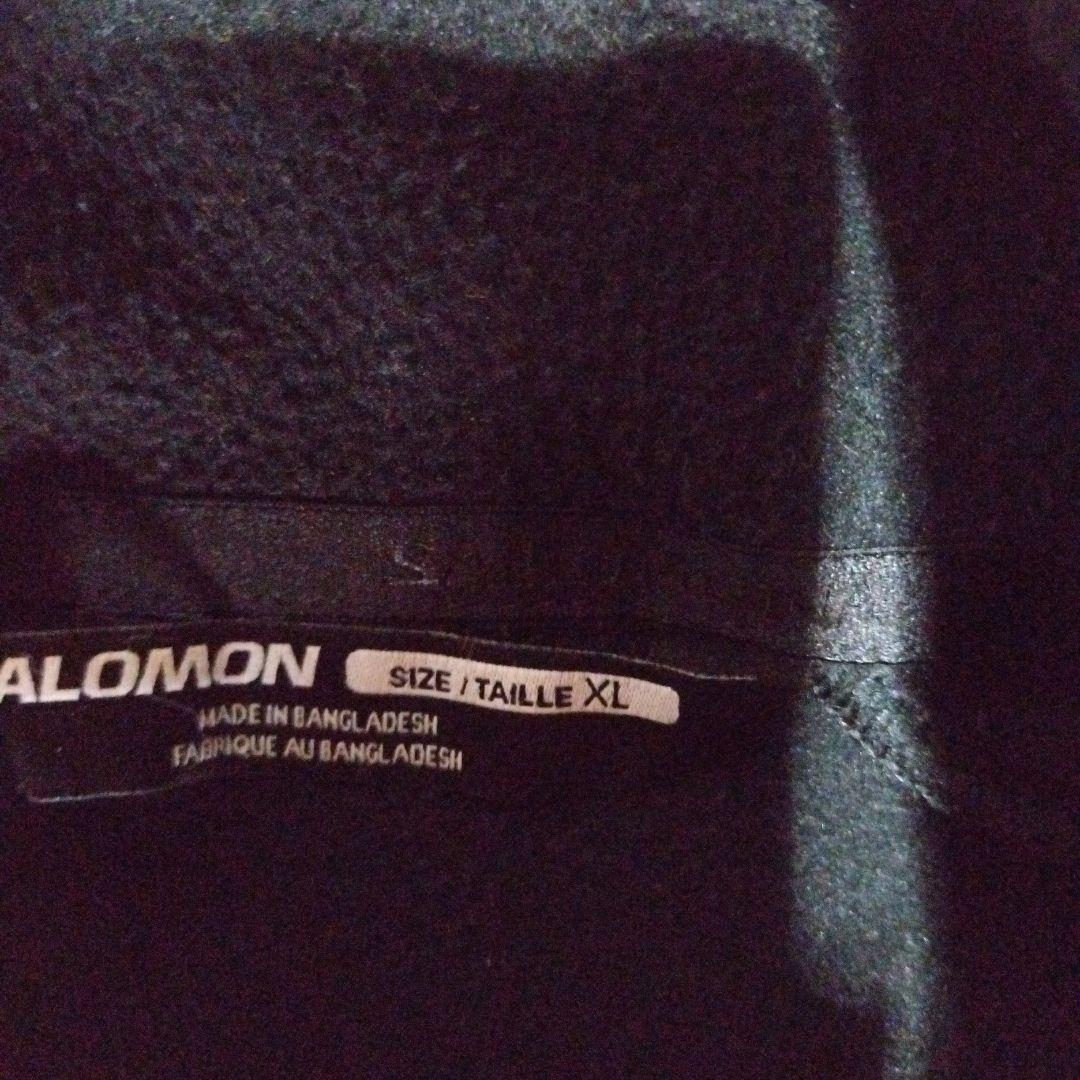 ALOMON SIZE / TAILLE XL
MADE IN BANGLADESH
FABRIQUE AU BANGLADESH